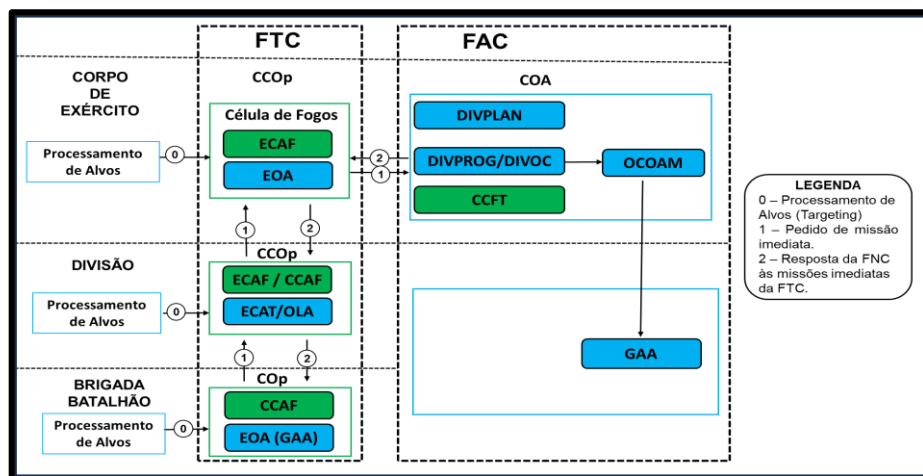 FTC
FAC
CORPO
DE
EXÉRCITO
CCOp
COA
Célula de Fogos
ECAF
EOA
Processamento
de Alvos
0
2
1
DIVPLAN
DIVPROG/DIVOC
OCOAM
CCFT
LEGENDA
0 – Processamento de
Alvos (Targeting)
1 – Pedido de missão
imediata.
2 – Resposta da FNC
às missões imediatas
da FTC.
1
2
DIVISÃO
CCOp
ECAF / CCAF
ECAT/OLA
Processamento
de Alvos
0
1
2
GAA
BRIGADA
BATALHÃO
COp
CCAF
EOA (GAA)
Processamento
de Alvos
0